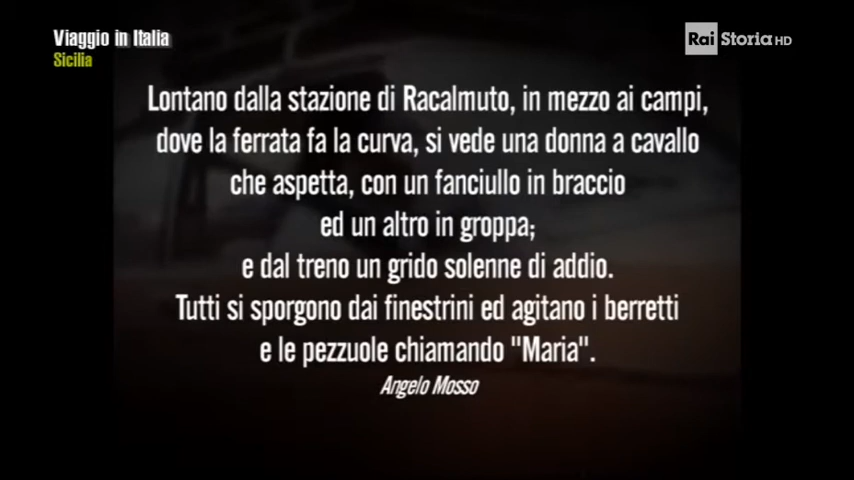 Viaggio in Italia
Sicilia
Rai Storia HD
Lontano dalla stazione di Racalmuto, in mezzo ai campi,
dove la ferrata fa la curva, si vede una donna a cavallo
che aspetta, con un fanciullo in braccio
ed un altro in groppa;
e dal treno un grido solenne di addio.
Tutti si sporgono dai finestrini ed agitano i berretti
e le pezzuole chiamando "Maria".
Angelo Mosso